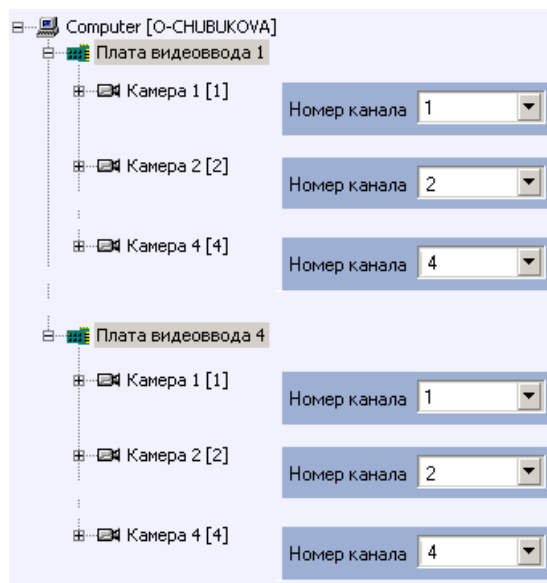 Computer [O-CHUBUKOVA]
Плата видеоввода 1
Камера 1 [1]
Номер канала 1
Камера 2 [2]
Номер канала 2
Камера 4 [4]
Номер канала 4
Плата видеоввода 4
Камера 1 [1]
Номер канала 1
Камера 2 [2]
Номер канала 2
Камера 4 [4]
Номер канала 4